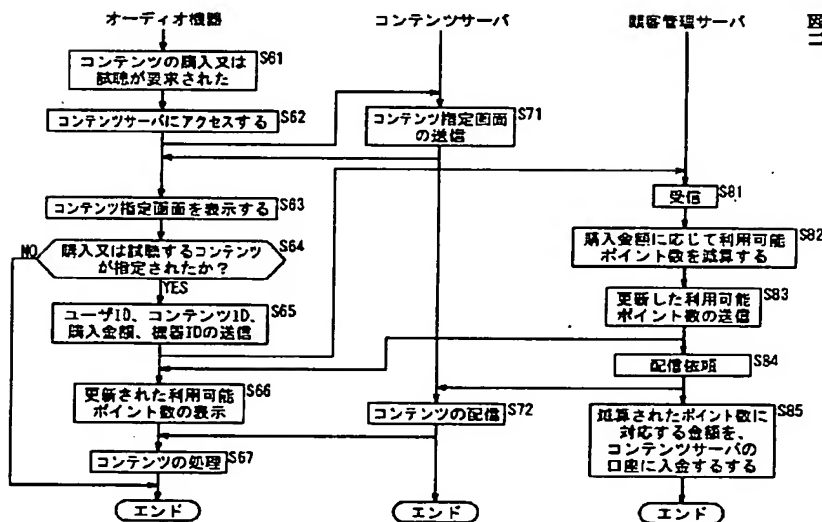 オーディオ機器
コンテンツサーバ
顧客管理サーバ
図
コンテンツの購入又は
試聴が要求された
S61
コンテンツサーバにアクセスする
S62
コンテンツ指定画面
の送信
S71
コンテンツ指定画面を表示する
S63
受信
S81
購入又は試聴するコンテンツ
が指定されたか?
S64
NO
YES
購入金額に応じて利用可能
ポイント数を減算する
S82
ユーザID、コンテンツID、
購入金額、機器IDの送信
S65
更新した利用可能
ポイント数の送信
S83
配信依頼
S84
更新された利用可能
ポイント数の表示
S66
コンテンツの配信
S72
減算されたポイント数に
対応する金額を、
コンテンツサーバの
口座に入金するする
S85
コンテンツの処理
S67
エンド
エンド
エンド